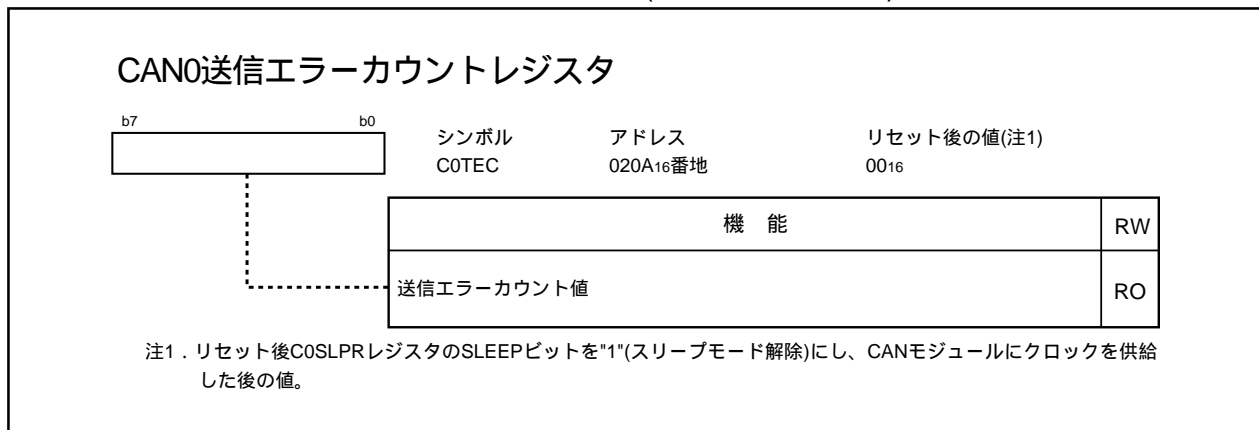 CAN0送信エラーカウントレジスタ
b7 b0
シンボル アドレス リセット後の値(注1)
C0TEC 020A16番地 0016
機 能 RW
送信エラーカウント値 RO
注1．リセット後C0SLPRレジスタのSLEEPビットを"1"(スリープモード解除)にし、CANモジュールにクロックを供給
した後の値。